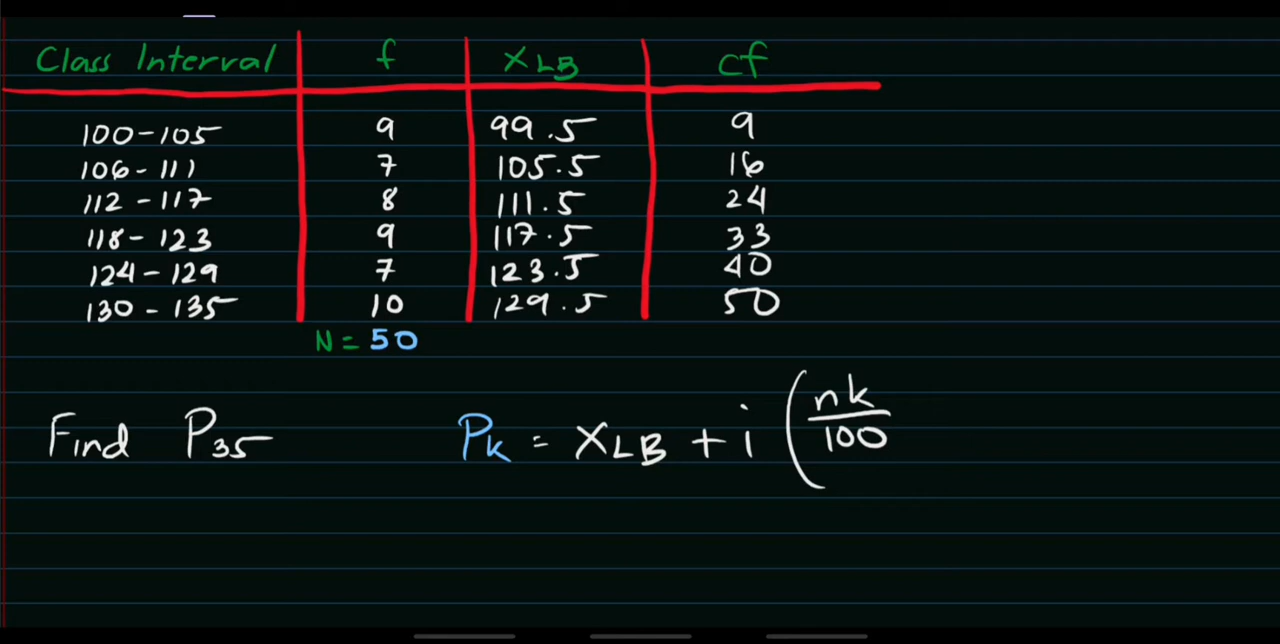 Class Interval f XLB cf
100-105 9 99.5 9
106-111 7 105.5 16
112-117 8 111.5 24
118-123 9 117.5 33
124-129 7 123.5 40
130-135 10 129.5 50
N = 50
Find P35 Pk = XLB + i (nk/100